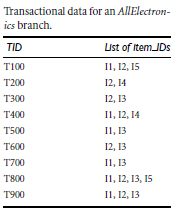 Transactional data for an AllElectron-
ics branch.
TID List of Item_IDs
T100 I1, I2, I5
T200 I2, I4
T300 I2, I3
T400 I1, I2, I4
T500 I1, I3
T600 I2, I3
T700 I1, I3
T800 I1, I2, I3, I5
T900 I1, I2, I3